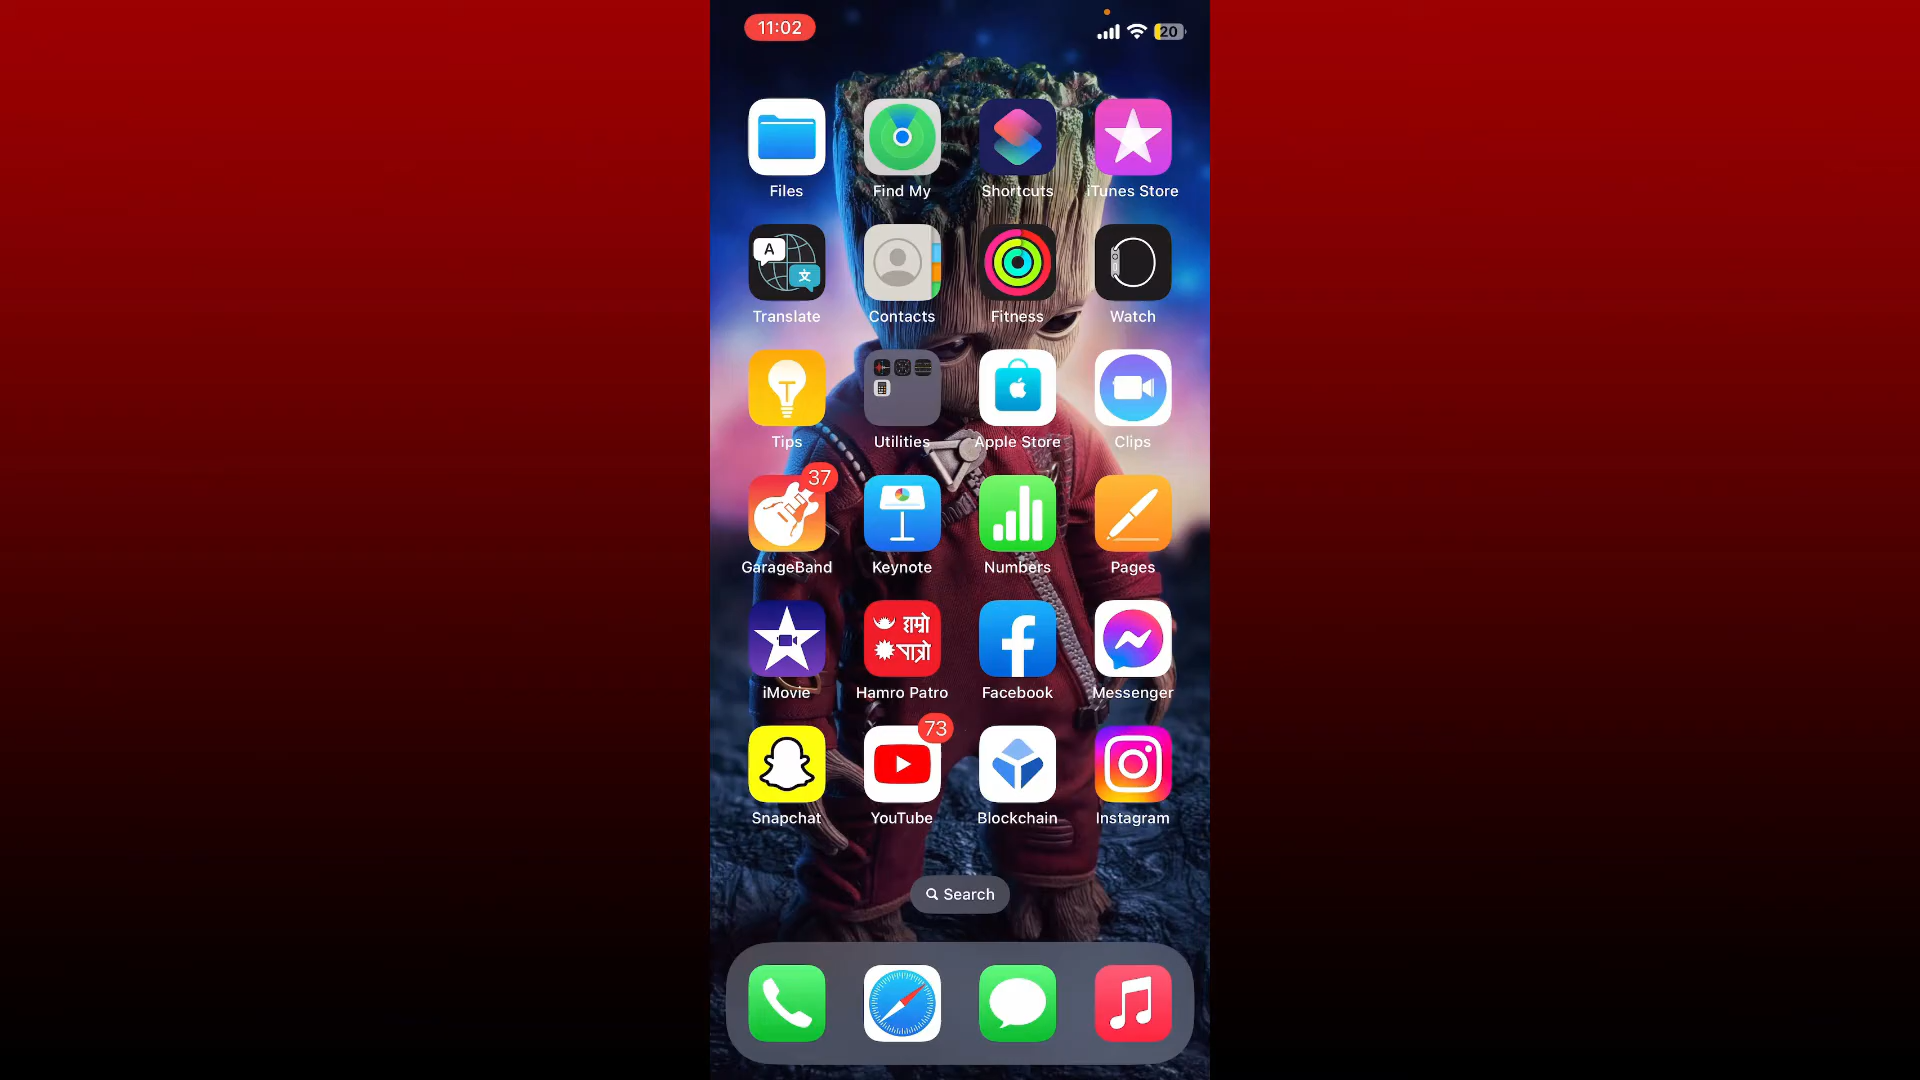 11:02
20
Files Find My Shortcuts iTunes Store
A
文
Translate Contacts Fitness Watch
Tips Utilities Apple Store Clips
37
GarageBand Keynote Numbers Pages
हाम्रो
पात्रो
iMovie Hamro Patro Facebook Messenger
73
Snapchat YouTube Blockchain Instagram
Search